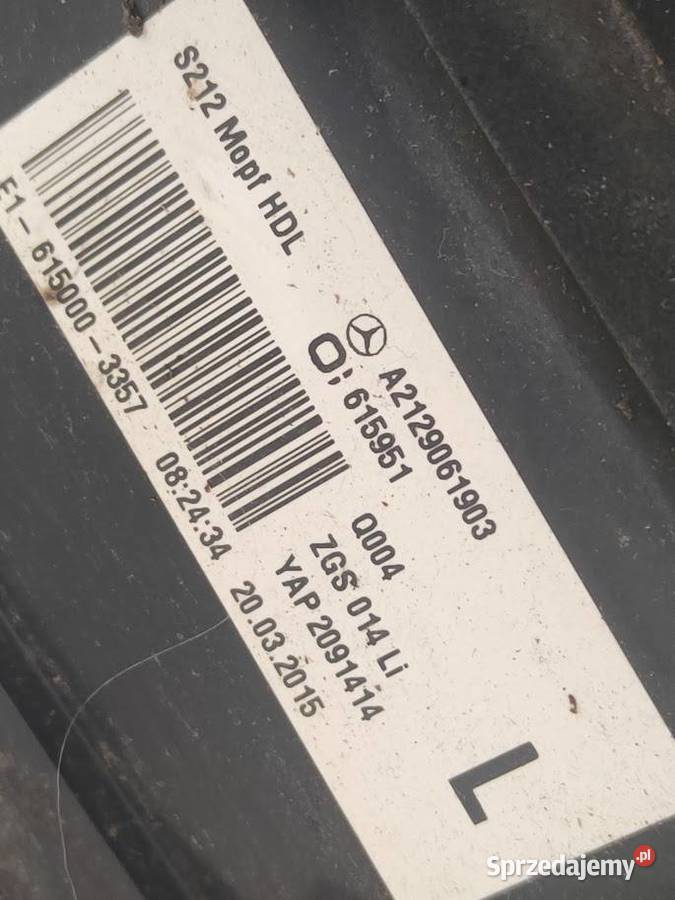 S212 Mopf HDL
E1-615000-3357
08:24:34 20.03.2015
A2129061903
615951
Q004
ZGS 014 Li
YAP 2091414
L
Sprzedajemy.pl